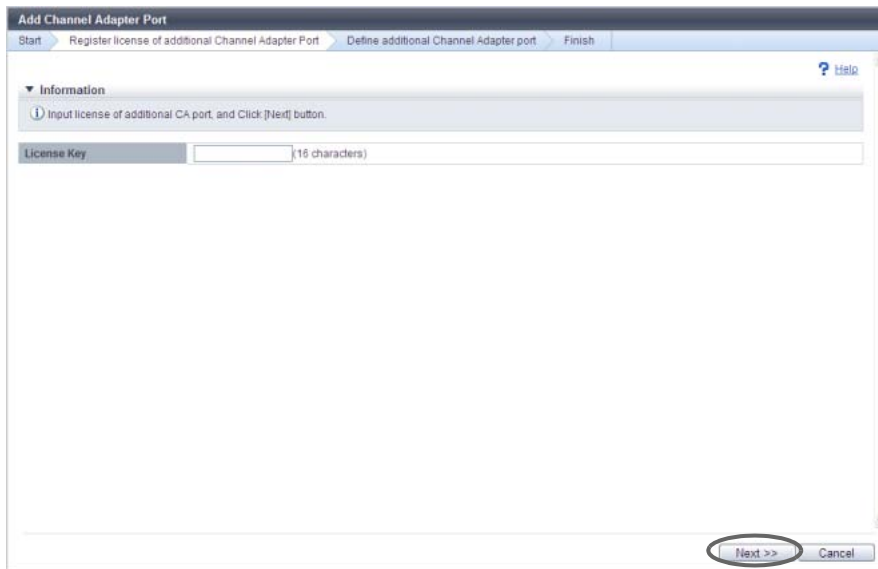 Add Channel Adapter Port
Start Register license of additional Channel Adapter Port Define additional Channel Adapter port Finish
? Help
▼ Information
Input license of additional CA port, and Click [Next] button.
License Key (16 characters)
Next >> Cancel